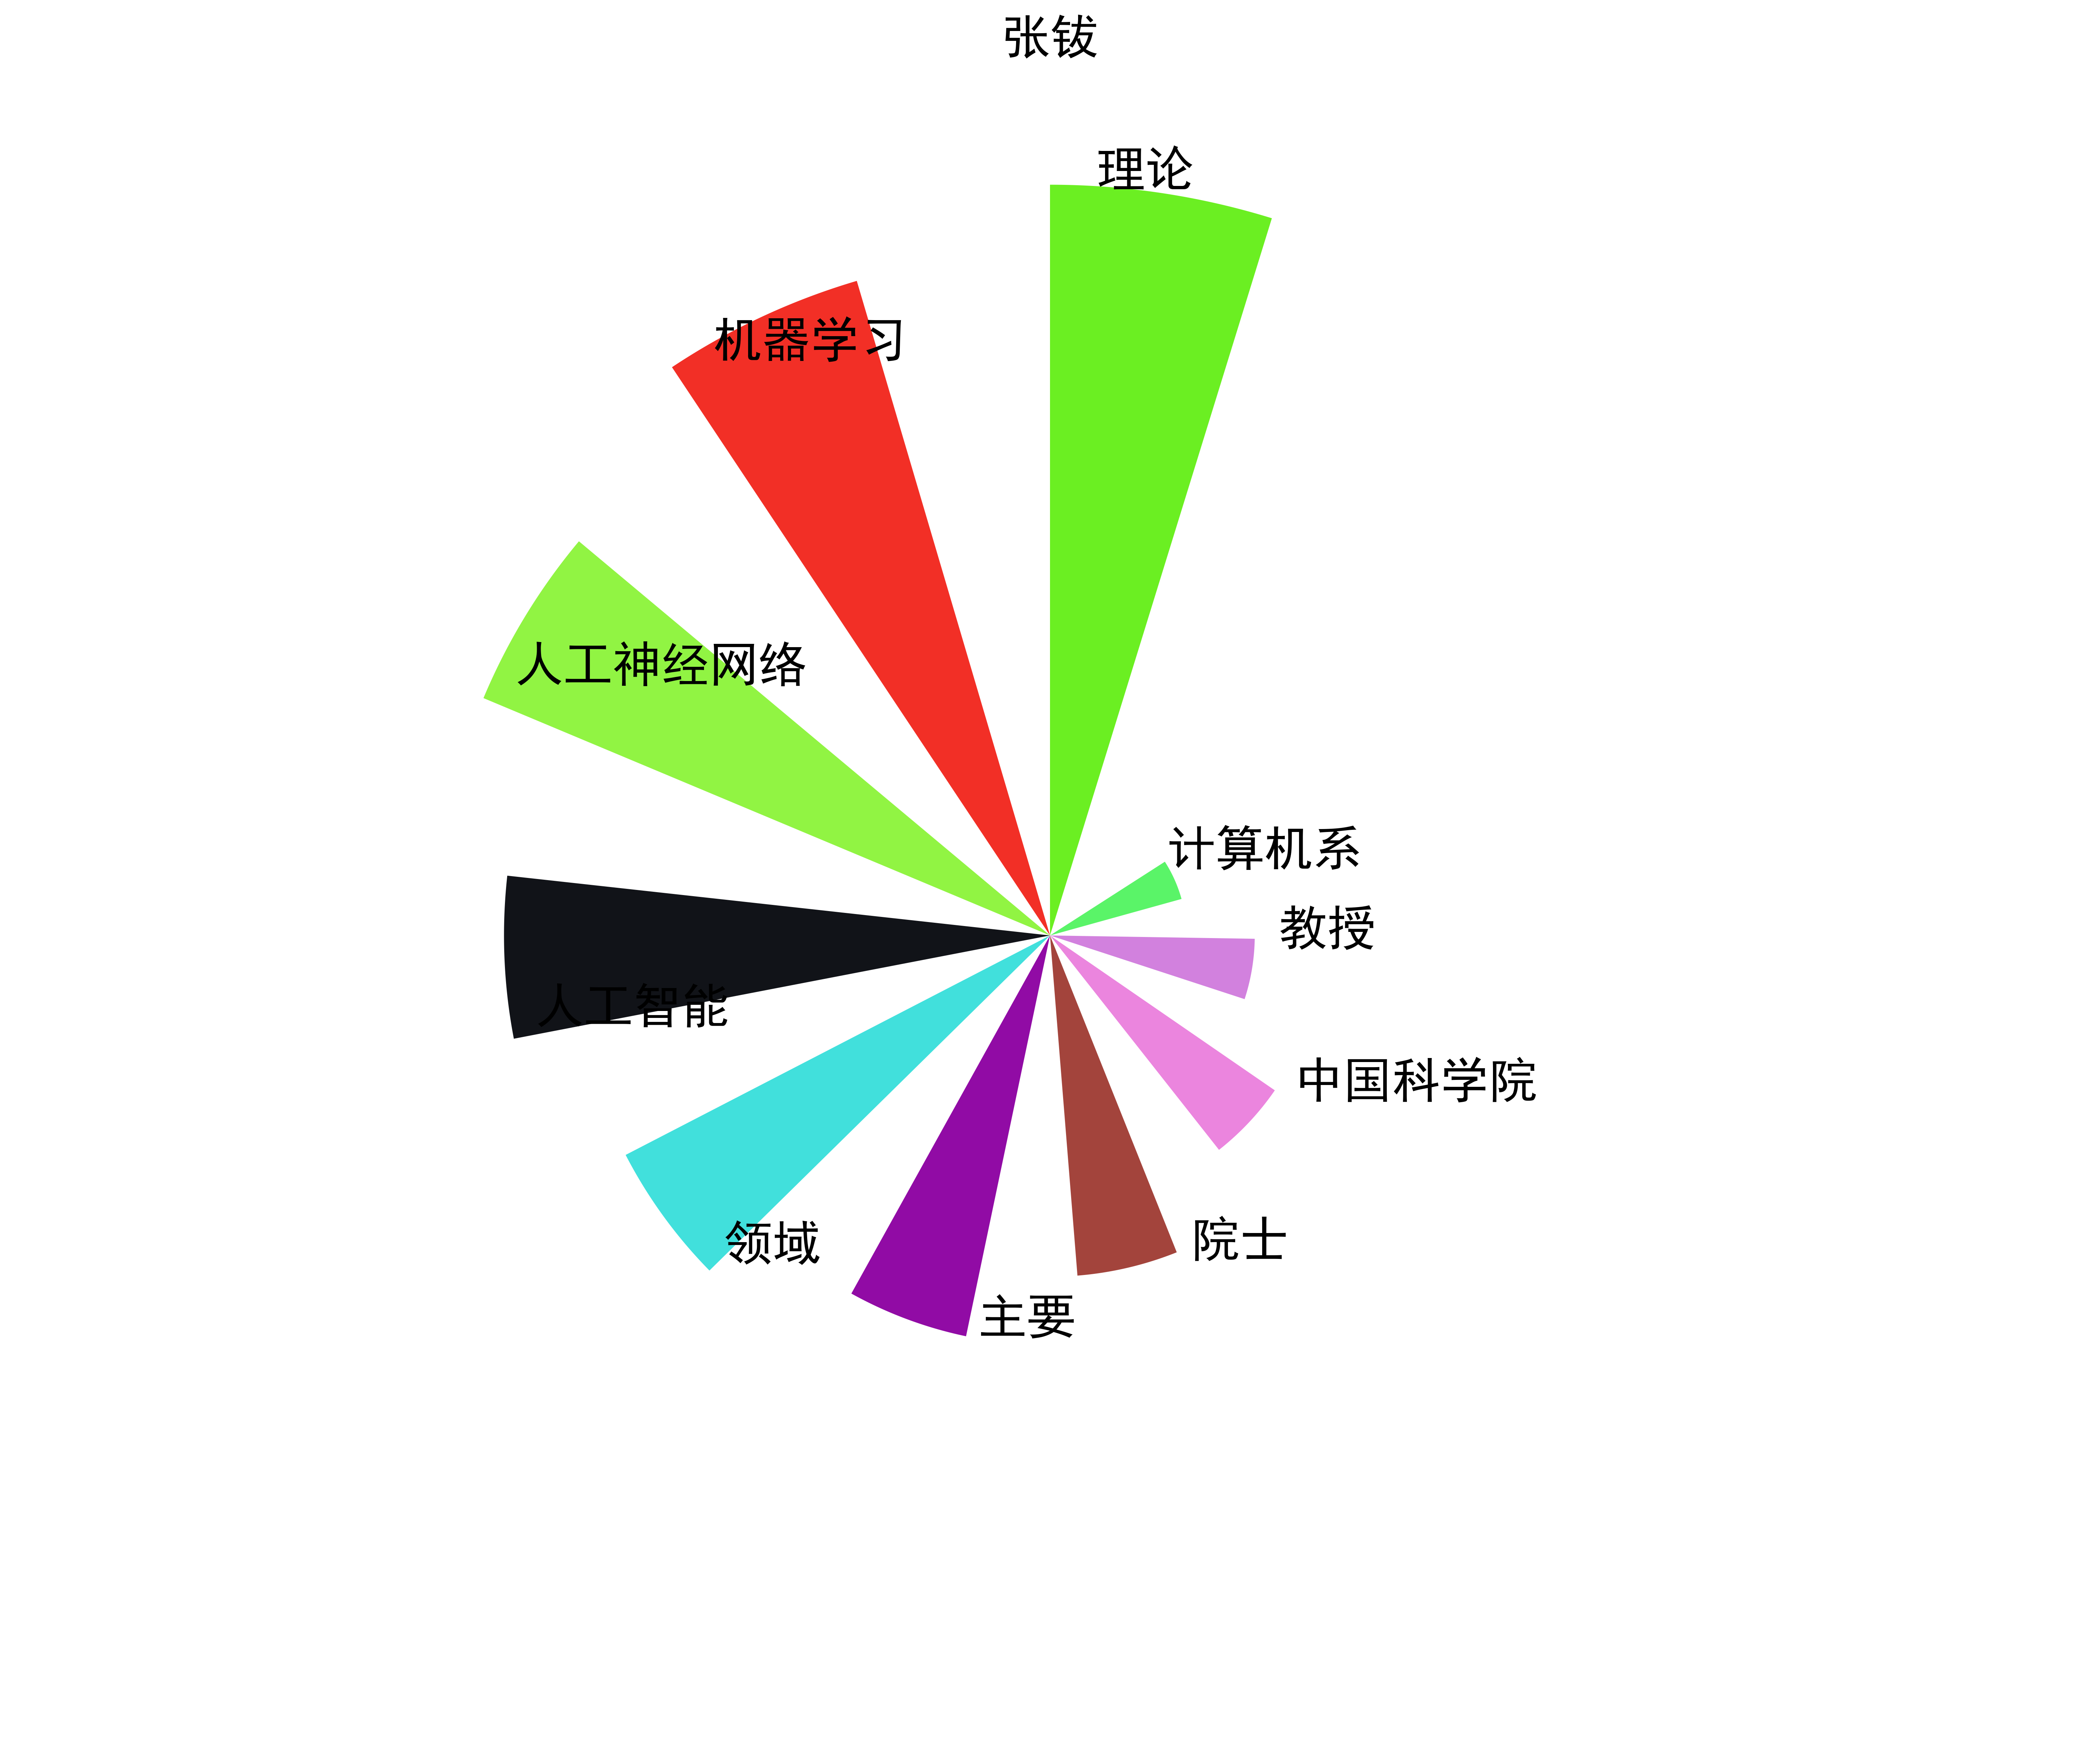 张钹
理论
机器学习
人工神经网络
计算机系
教授
人工智能
中国科学院
院士
领域
主要